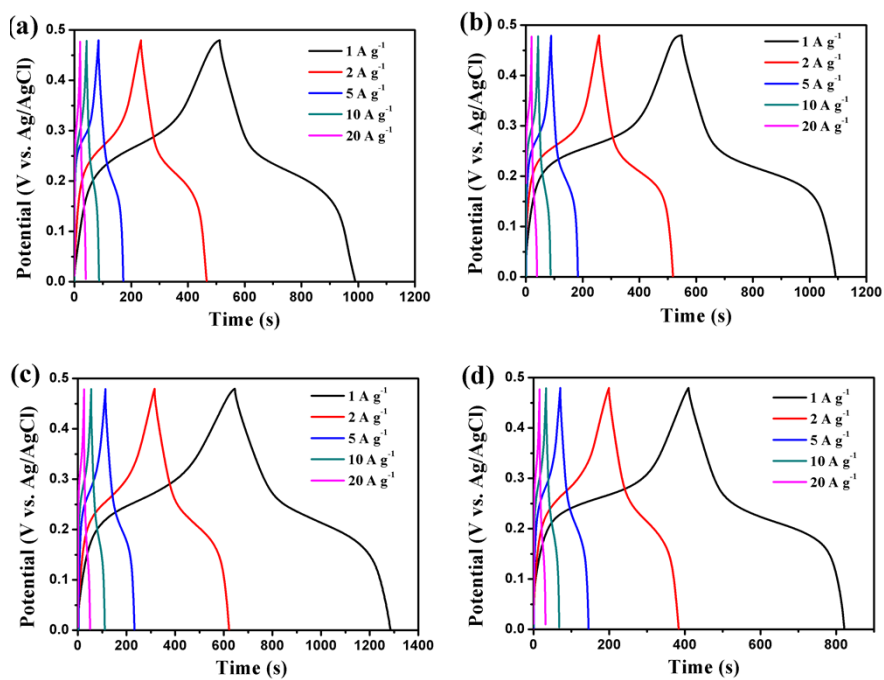 (a)
0.5
0.4
0.3
0.2
0.1
0.0
Potential (V vs. Ag/AgCl)
0 200 400 600 800 1000 1200
Time (s)
1 A g⁻¹
2 A g⁻¹
5 A g⁻¹
10 A g⁻¹
20 A g⁻¹
(b)
0.5
0.4
0.3
0.2
0.1
0.0
Potential (V vs. Ag/AgCl)
0 200 400 600 800 1000 1200
Time (s)
1 A g⁻¹
2 A g⁻¹
5 A g⁻¹
10 A g⁻¹
20 A g⁻¹
(c)
0.5
0.4
0.3
0.2
0.1
0.0
Potential (V vs. Ag/AgCl)
0 200 400 600 800 1000 1200 1400
Time (s)
1 A g⁻¹
2 A g⁻¹
5 A g⁻¹
10 A g⁻¹
20 A g⁻¹
(d)
0.5
0.4
0.3
0.2
0.1
0.0
Potential (V vs. Ag/AgCl)
0 200 400 600 800
Time (s)
1 A g⁻¹
2 A g⁻¹
5 A g⁻¹
10 A g⁻¹
20 A g⁻¹